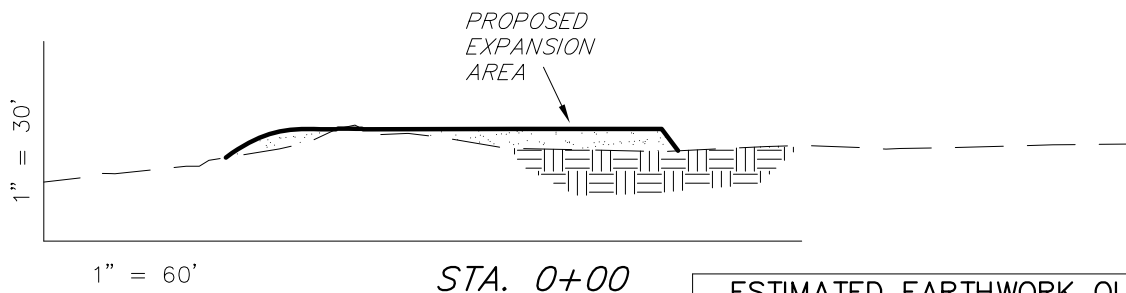 PROPOSED
EXPANSION
AREA
1" = 30'
1" = 60'
STA. 0+00
ESTIMATED EARTHWORK